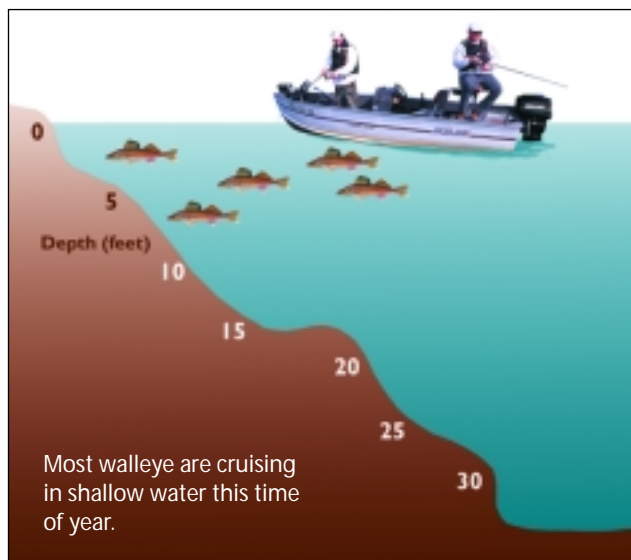 0
5
Depth (feet)
10
15
20
25
30
Most walleye are cruising
in shallow water this time
of year.